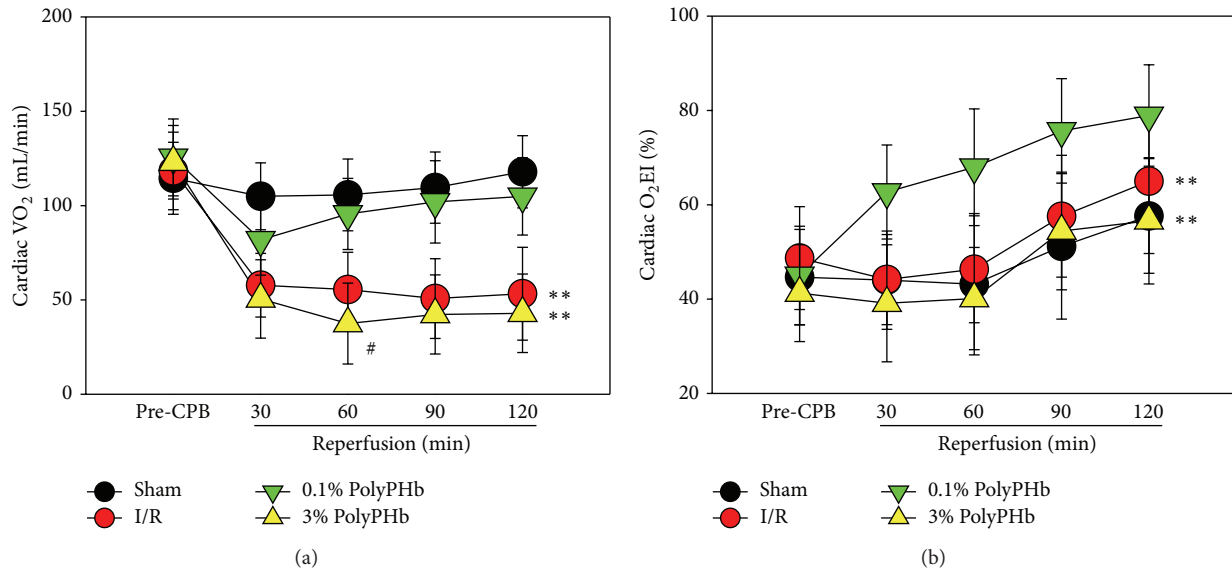 200
150
100
50
0
Cardiac VO2 (mL/min)
**
**
#
Pre-CPB 30 60 90 120
Reperfusion (min)
Sham 0.1% PolyPHb
I/R 3% PolyPHb
(a)
100
80
60
40
20
Cardiac O2EI (%)
**
**
Pre-CPB 30 60 90 120
Reperfusion (min)
Sham 0.1% PolyPHb
I/R 3% PolyPHb
(b)